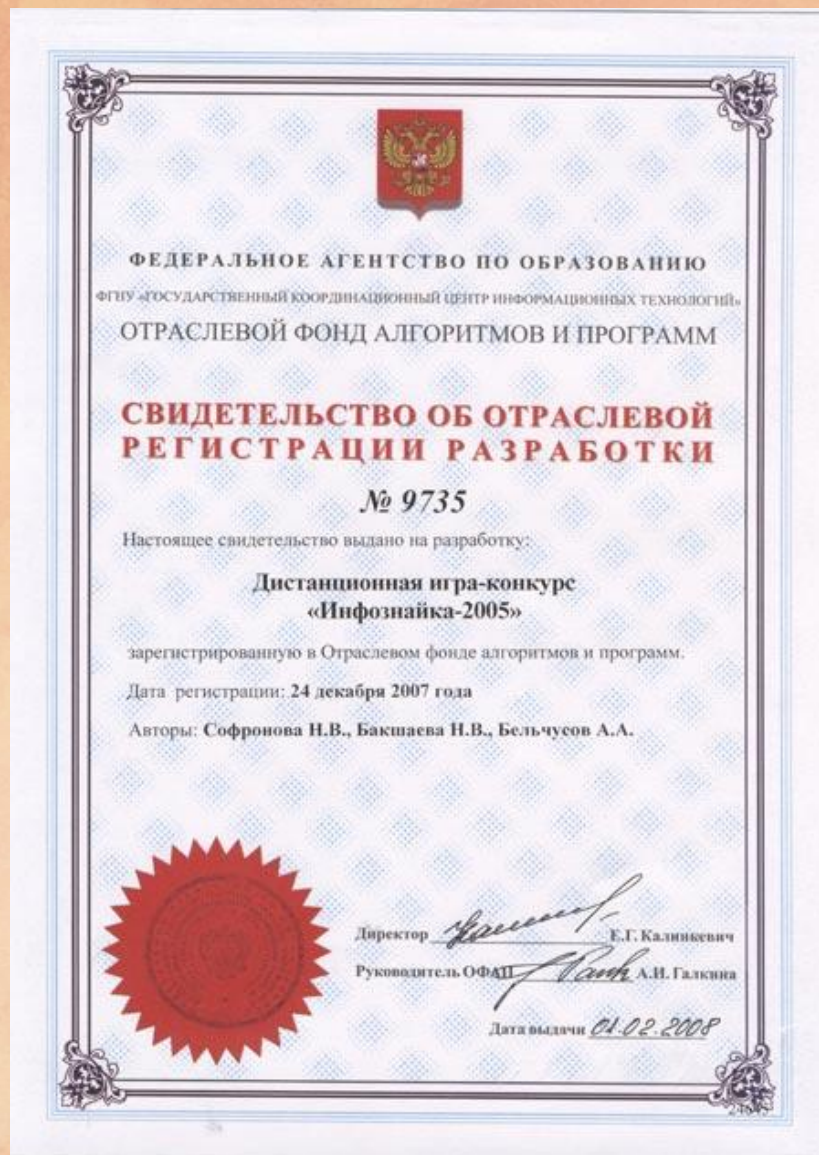 ФЕДЕРАЛЬНОЕ АГЕНТСТВО ПО ОБРАЗОВАНИЮ
ФГНУ «ГОСУДАРСТВЕННЫЙ КООРДИНАЦИОННЫЙ ЦЕНТР ИНФОРМАЦИОННЫХ ТЕХНОЛОГИЙ»
ОТРАСЛЕВОЙ ФОНД АЛГОРИТМОВ И ПРОГРАММ
СВИДЕТЕЛЬСТВО ОБ ОТРАСЛЕВОЙ
РЕГИСТРАЦИИ РАЗРАБОТКИ
№ 9735
Настоящее свидетельство выдано на разработку:
Дистанционная игра-конкурс
«Инфознайка-2005»
зарегистрированную в Отраслевом фонде алгоритмов и программ.
Дата регистрации: 24 декабря 2007 года
Авторы: Софронова Н.В., Бакшаева Н.В., Бельчусов А.А.
Директор Е.Г. Калинкевич
Руководитель ОФАП А.И. Галкина
Дата выдачи 01.02.2008